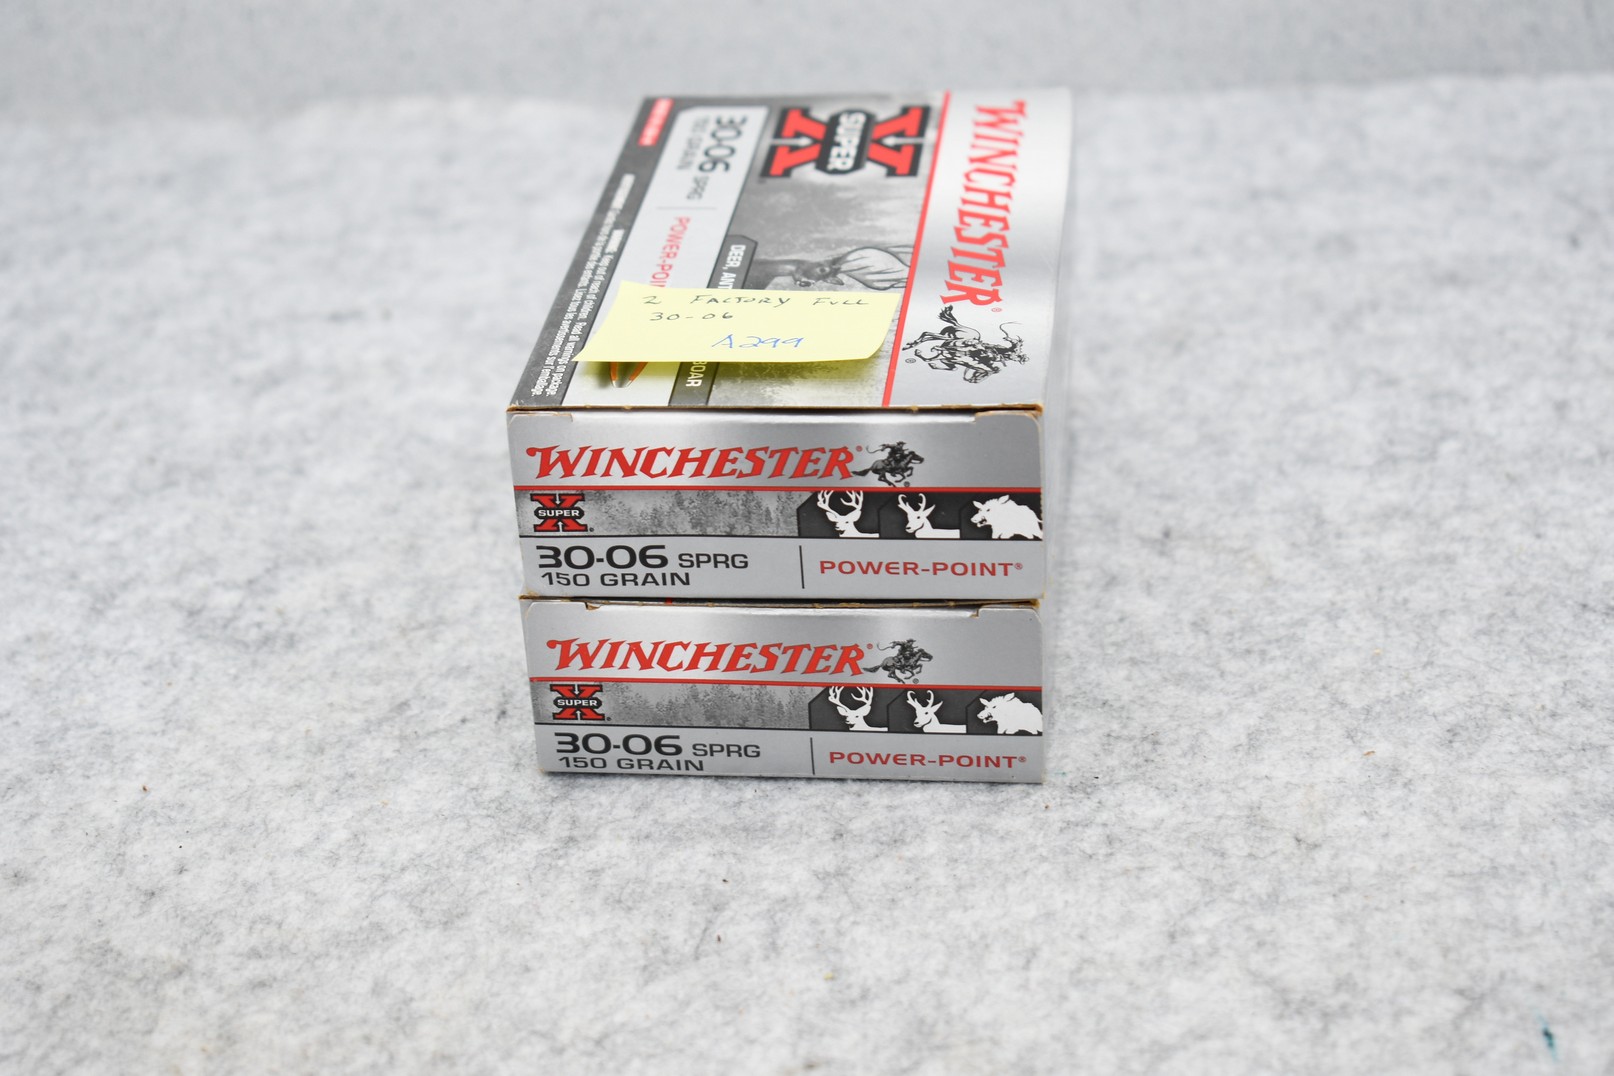 WINCHESTER®
X
SUPER
30-06 SPRG
150 GRAIN
POWER-POI
DEER, ANT
BOAR
2 FACTORY FULL
30-06
A299
WINCHESTER®
X
SUPER
30-06 SPRG
150 GRAIN
POWER-POINT®
WINCHESTER®
X
SUPER
30-06 SPRG
150 GRAIN
POWER-POINT®